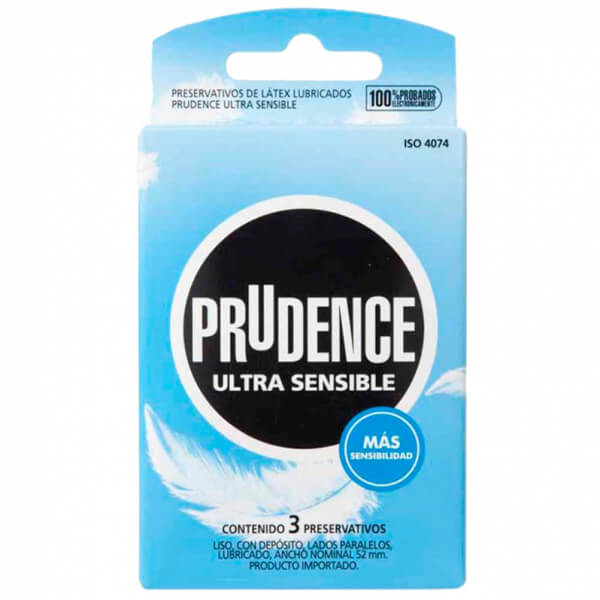 PRESERVATIVOS DE LÁTEX LUBRICADOS
PRUDENCE ULTRA SENSIBLE
100% PROBADOS
ELECTRÓNICAMENTE
ISO 4074
PRUDENCE
ULTRA SENSIBLE
MÁS
SENSIBILIDAD
CONTENIDO 3 PRESERVATIVOS
LISO, CON DEPÓSITO, LADOS PARALELOS,
LUBRICADO, ANCHO NOMINAL 52 mm.
PRODUCTO IMPORTADO.